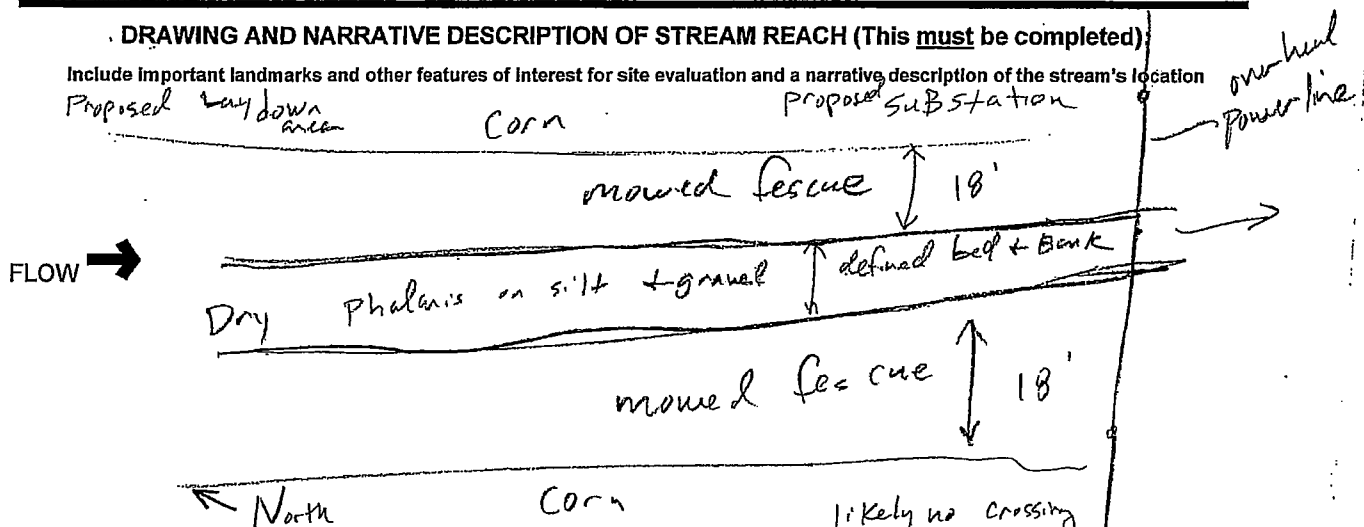 DRAWING AND NARRATIVE DESCRIPTION OF STREAM REACH (This must be completed):
Include important landmarks and other features of interest for site evaluation and a narrative description of the stream's location
Proposed Laydown area
Corn
proposed SUBStation
overhead power line
mowed fescue
18'
FLOW
defined bed + Bank
Dry Phalaris on silt + gravel
mowed fescue
18'
North
Corn
likely no crossing